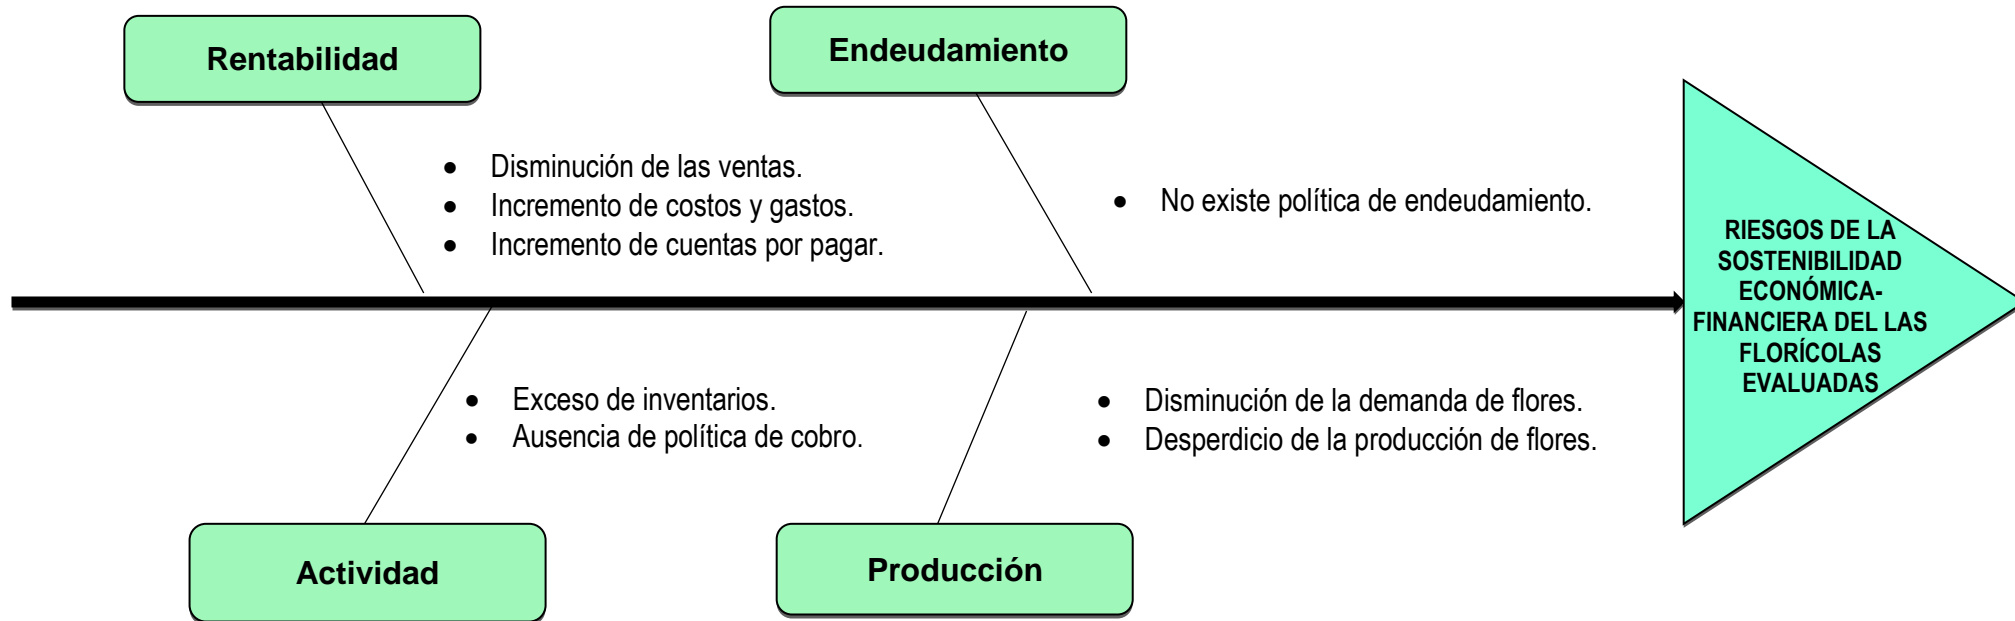 Rentabilidad
Endeudamiento
• Disminución de las ventas.
• Incremento de costos y gastos.
• Incremento de cuentas por pagar.
• No existe política de endeudamiento.
RIESGOS DE LA
SOSTENIBILIDAD
ECONÓMICA-
FINANCIERA DEL LAS
FLORÍCOLAS
EVALUADAS
• Exceso de inventarios.
• Ausencia de política de cobro.
• Disminución de la demanda de flores.
• Desperdicio de la producción de flores.
Actividad
Producción